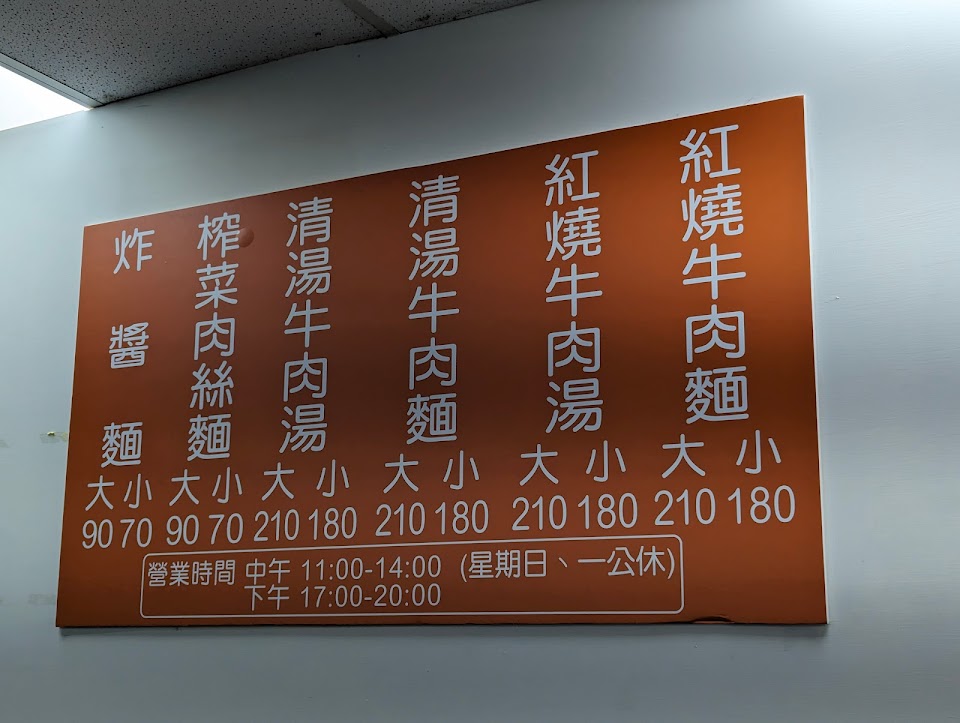 紅燒牛肉麵
大 小
210 180
紅燒牛肉湯
大 小
210 180
清湯牛肉麵
大 小
210 180
清湯牛肉湯
大 小
210 180
榨菜肉絲麵
大 小
90 70
炸醬麵
大 小
90 70
營業時間 中午 11:00-14:00 (星期日、一公休)
下午 17:00-20:00